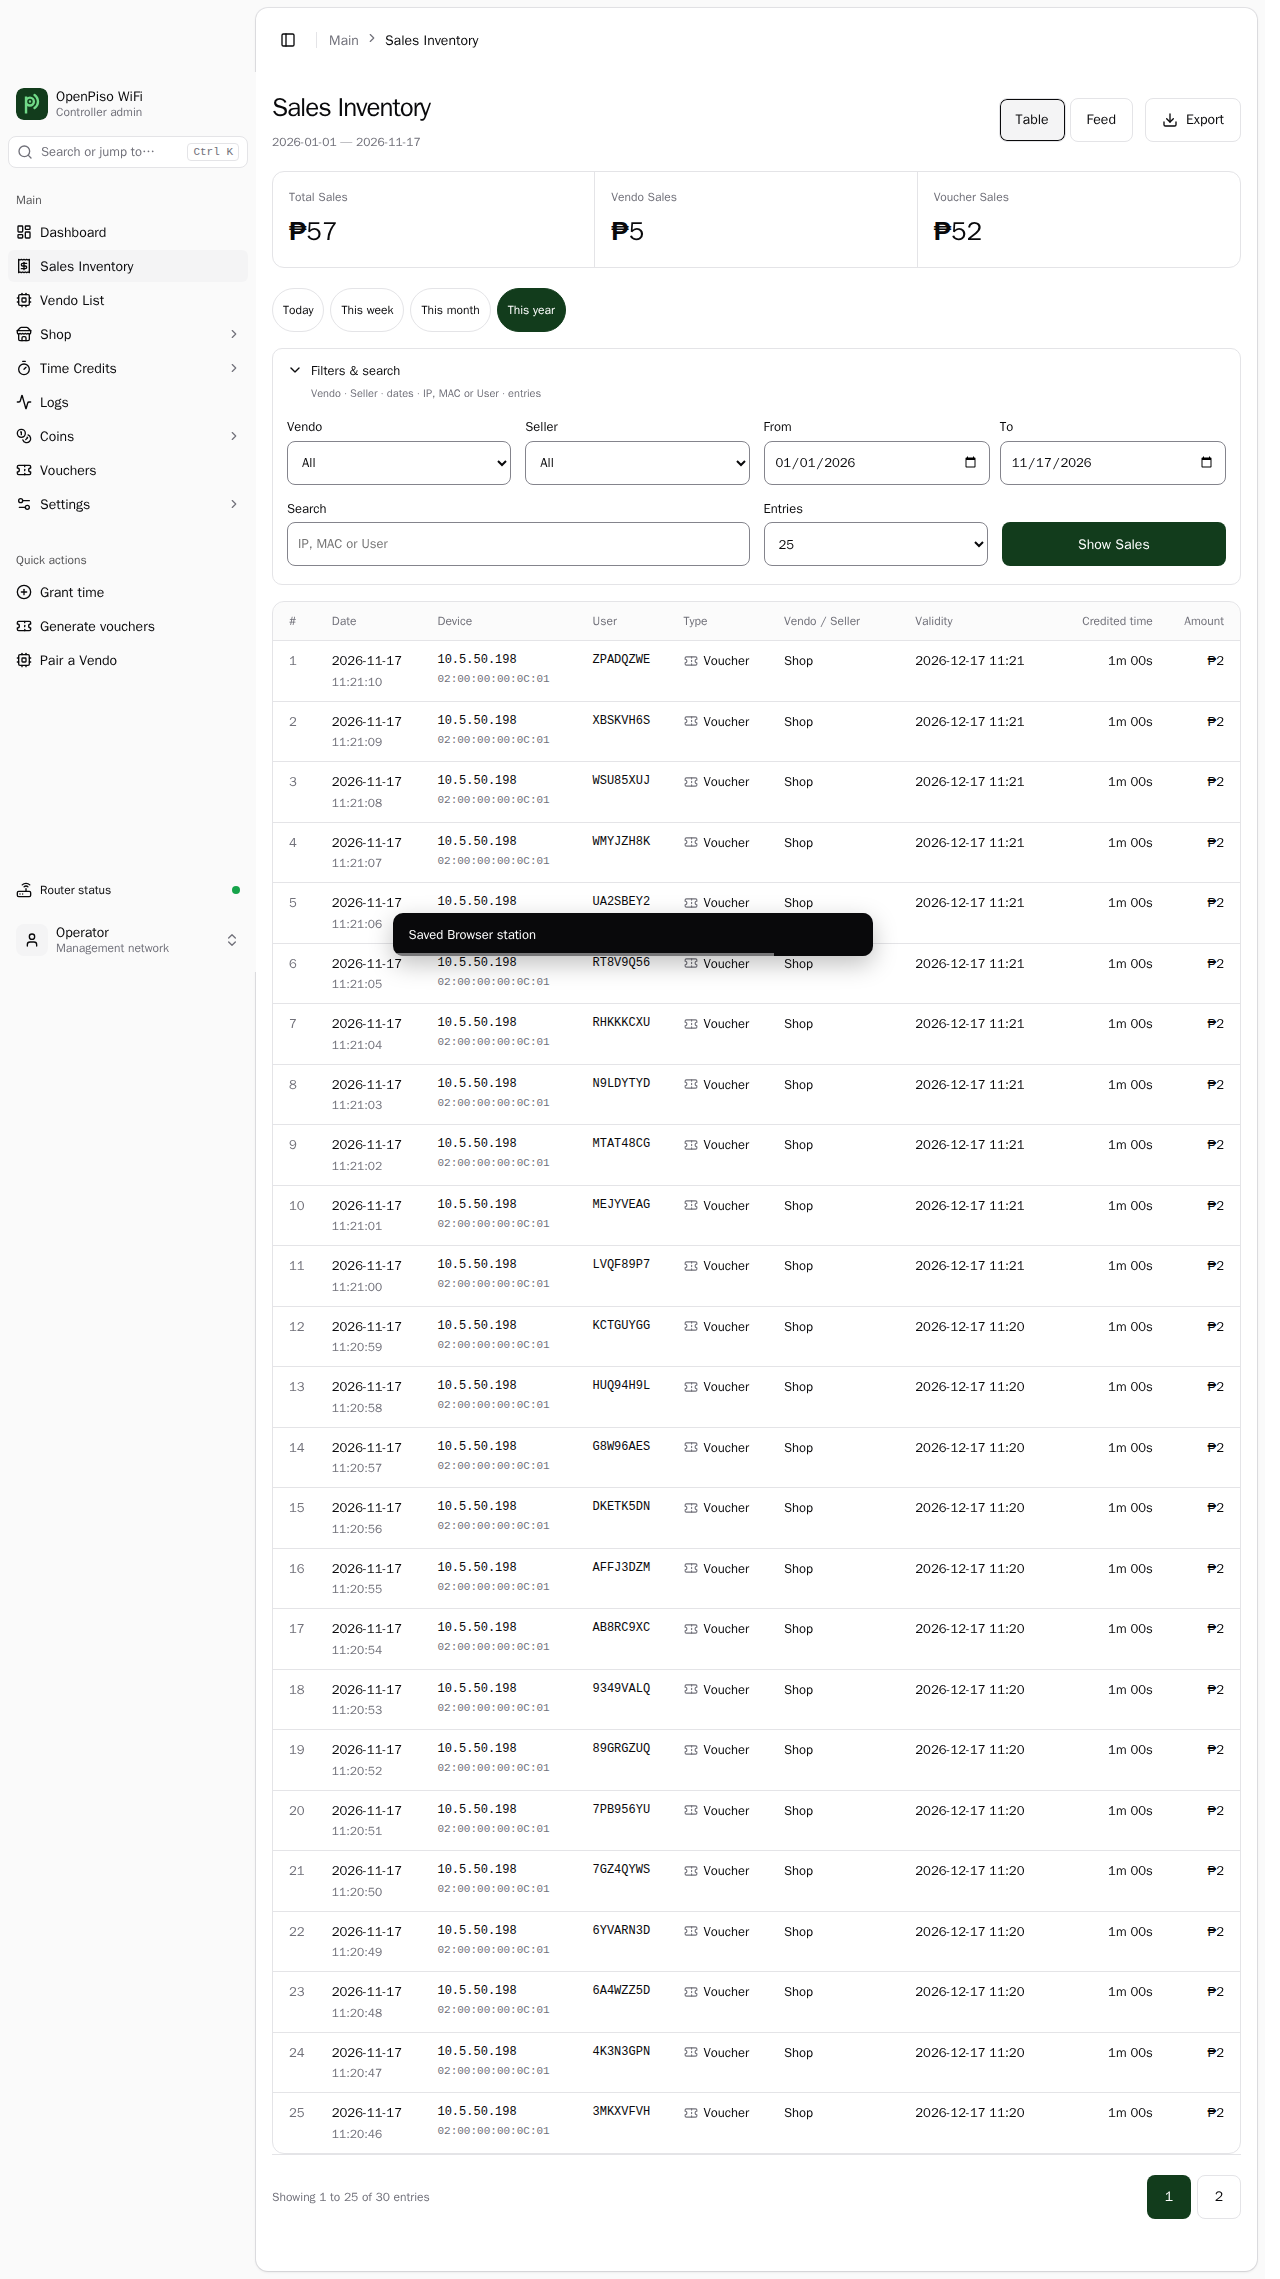 Main
Sales Inventory
OpenPiso WiFi
Controller admin
Search or jump to⋯
Ctrl K
Main
Dashboard
Sales Inventory
Vendo List
Shop
Time Credits
Logs
Coins
Vouchers
Settings
Quick actions
Grant time
Generate vouchers
Pair a Vendo
Router status
Operator
Management network
Sales Inventory
2026-01-01 — 2026-11-17
Table
Feed
Export
Total Sales
₱57
Vendo Sales
₱5
Voucher Sales
₱52
Today
This week
This month
This year
Filters & search
Vendo · Seller · dates · IP, MAC or User · entries
Vendo
Seller
From
To
All
All
01/01/2026
11/17/2026
Search
Entries
IP, MAC or User
25
Show Sales
# Date Device User Type Vendo / Seller Validity Credited time Amount
1 2026-11-17 10.5.50.198 ZPADQZWE Voucher Shop 2026-12-17 11:21 1m 00s ₱2
11:21:10 02:00:00:00:0C:01
2 2026-11-17 10.5.50.198 XBSKVH6S Voucher Shop 2026-12-17 11:21 1m 00s ₱2
11:21:09 02:00:00:00:0C:01
3 2026-11-17 10.5.50.198 WSU85XUJ Voucher Shop 2026-12-17 11:21 1m 00s ₱2
11:21:08 02:00:00:00:0C:01
4 2026-11-17 10.5.50.198 WMYJZH8K Voucher Shop 2026-12-17 11:21 1m 00s ₱2
11:21:07 02:00:00:00:0C:01
5 2026-11-17 10.5.50.198 UA2SBEY2 Voucher Shop 2026-12-17 11:21 1m 00s ₱2
11:21:06
Saved Browser station
6 2026-11-17 10.5.50.198 RT8V9Q56 Voucher Shop 2026-12-17 11:21 1m 00s ₱2
11:21:05 02:00:00:00:0C:01
7 2026-11-17 10.5.50.198 RHKKKCXU Voucher Shop 2026-12-17 11:21 1m 00s ₱2
11:21:04 02:00:00:00:0C:01
8 2026-11-17 10.5.50.198 N9LDYTYD Voucher Shop 2026-12-17 11:21 1m 00s ₱2
11:21:03 02:00:00:00:0C:01
9 2026-11-17 10.5.50.198 MTAT48CG Voucher Shop 2026-12-17 11:21 1m 00s ₱2
11:21:02 02:00:00:00:0C:01
10 2026-11-17 10.5.50.198 MEJYVEAG Voucher Shop 2026-12-17 11:21 1m 00s ₱2
11:21:01 02:00:00:00:0C:01
11 2026-11-17 10.5.50.198 LVQF89P7 Voucher Shop 2026-12-17 11:21 1m 00s ₱2
11:21:00 02:00:00:00:0C:01
12 2026-11-17 10.5.50.198 KCTGUYGG Voucher Shop 2026-12-17 11:20 1m 00s ₱2
11:20:59 02:00:00:00:0C:01
13 2026-11-17 10.5.50.198 HUQ94H9L Voucher Shop 2026-12-17 11:20 1m 00s ₱2
11:20:58 02:00:00:00:0C:01
14 2026-11-17 10.5.50.198 G8W96AES Voucher Shop 2026-12-17 11:20 1m 00s ₱2
11:20:57 02:00:00:00:0C:01
15 2026-11-17 10.5.50.198 DKETK5DN Voucher Shop 2026-12-17 11:20 1m 00s ₱2
11:20:56 02:00:00:00:0C:01
16 2026-11-17 10.5.50.198 AFFJ3DZM Voucher Shop 2026-12-17 11:20 1m 00s ₱2
11:20:55 02:00:00:00:0C:01
17 2026-11-17 10.5.50.198 AB8RC9XC Voucher Shop 2026-12-17 11:20 1m 00s ₱2
11:20:54 02:00:00:00:0C:01
18 2026-11-17 10.5.50.198 9349VALQ Voucher Shop 2026-12-17 11:20 1m 00s ₱2
11:20:53 02:00:00:00:0C:01
19 2026-11-17 10.5.50.198 89GRGZUQ Voucher Shop 2026-12-17 11:20 1m 00s ₱2
11:20:52 02:00:00:00:0C:01
20 2026-11-17 10.5.50.198 7PB956YU Voucher Shop 2026-12-17 11:20 1m 00s ₱2
11:20:51 02:00:00:00:0C:01
21 2026-11-17 10.5.50.198 7GZ4QYWS Voucher Shop 2026-12-17 11:20 1m 00s ₱2
11:20:50 02:00:00:00:0C:01
22 2026-11-17 10.5.50.198 6YVARN3D Voucher Shop 2026-12-17 11:20 1m 00s ₱2
11:20:49 02:00:00:00:0C:01
23 2026-11-17 10.5.50.198 6A4WZZ5D Voucher Shop 2026-12-17 11:20 1m 00s ₱2
11:20:48 02:00:00:00:0C:01
24 2026-11-17 10.5.50.198 4K3N3GPN Voucher Shop 2026-12-17 11:20 1m 00s ₱2
11:20:47 02:00:00:00:0C:01
25 2026-11-17 10.5.50.198 3MKXVFVH Voucher Shop 2026-12-17 11:20 1m 00s ₱2
11:20:46 02:00:00:00:0C:01
Showing 1 to 25 of 30 entries
1
2